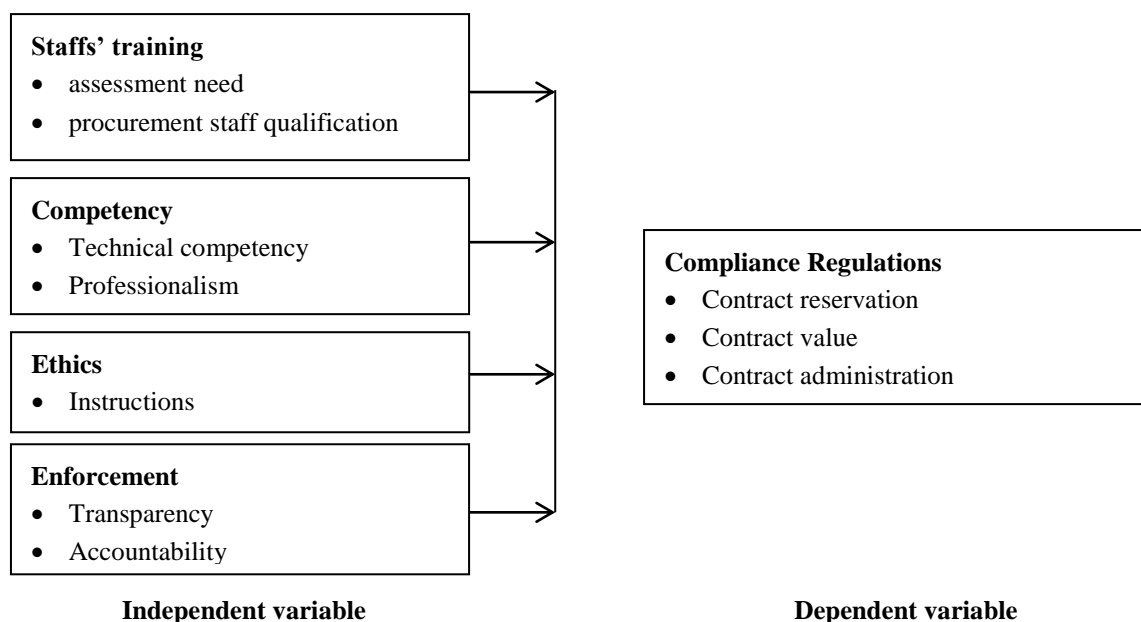 Staffs’ training
• assessment need
• procurement staff qualification
Competency
• Technical competency
• Professionalism
Ethics
• Instructions
Enforcement
• Transparency
• Accountability
Independent variable
Compliance Regulations
• Contract reservation
• Contract value
• Contract administration
Dependent variable